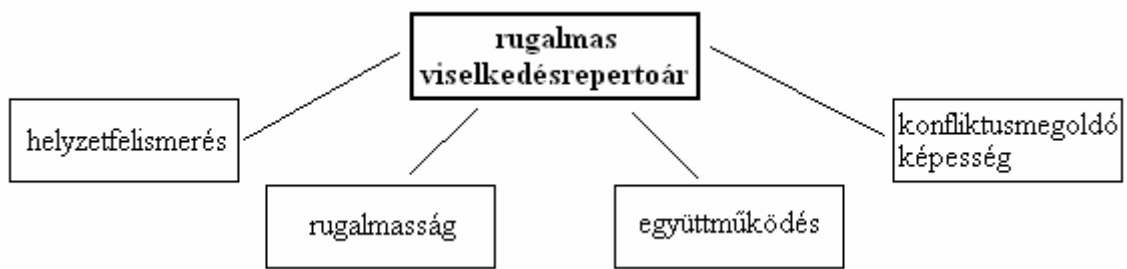 rugalmas
viselkedésrepertoár
helyzetfelismerés
rugalmasság
együttműködés
konfliktusmegoldó
képesség